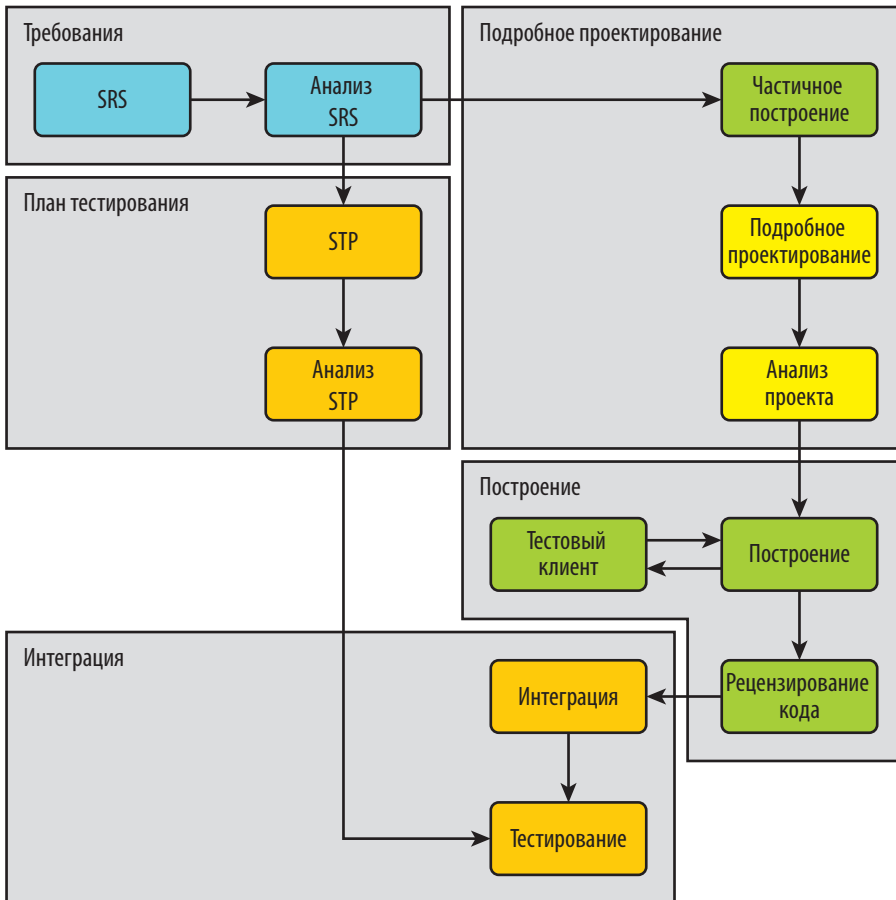 Требования
SRS
Анализ
SRS
План тестирования
STP
Анализ
STP
Подробное проектирование
Частичное
построение
Подробное
проектирование
Анализ
проекта
Построение
Тестовый
клиент
Построение
Рецензирование
кода
Интеграция
Интеграция
Тестирование